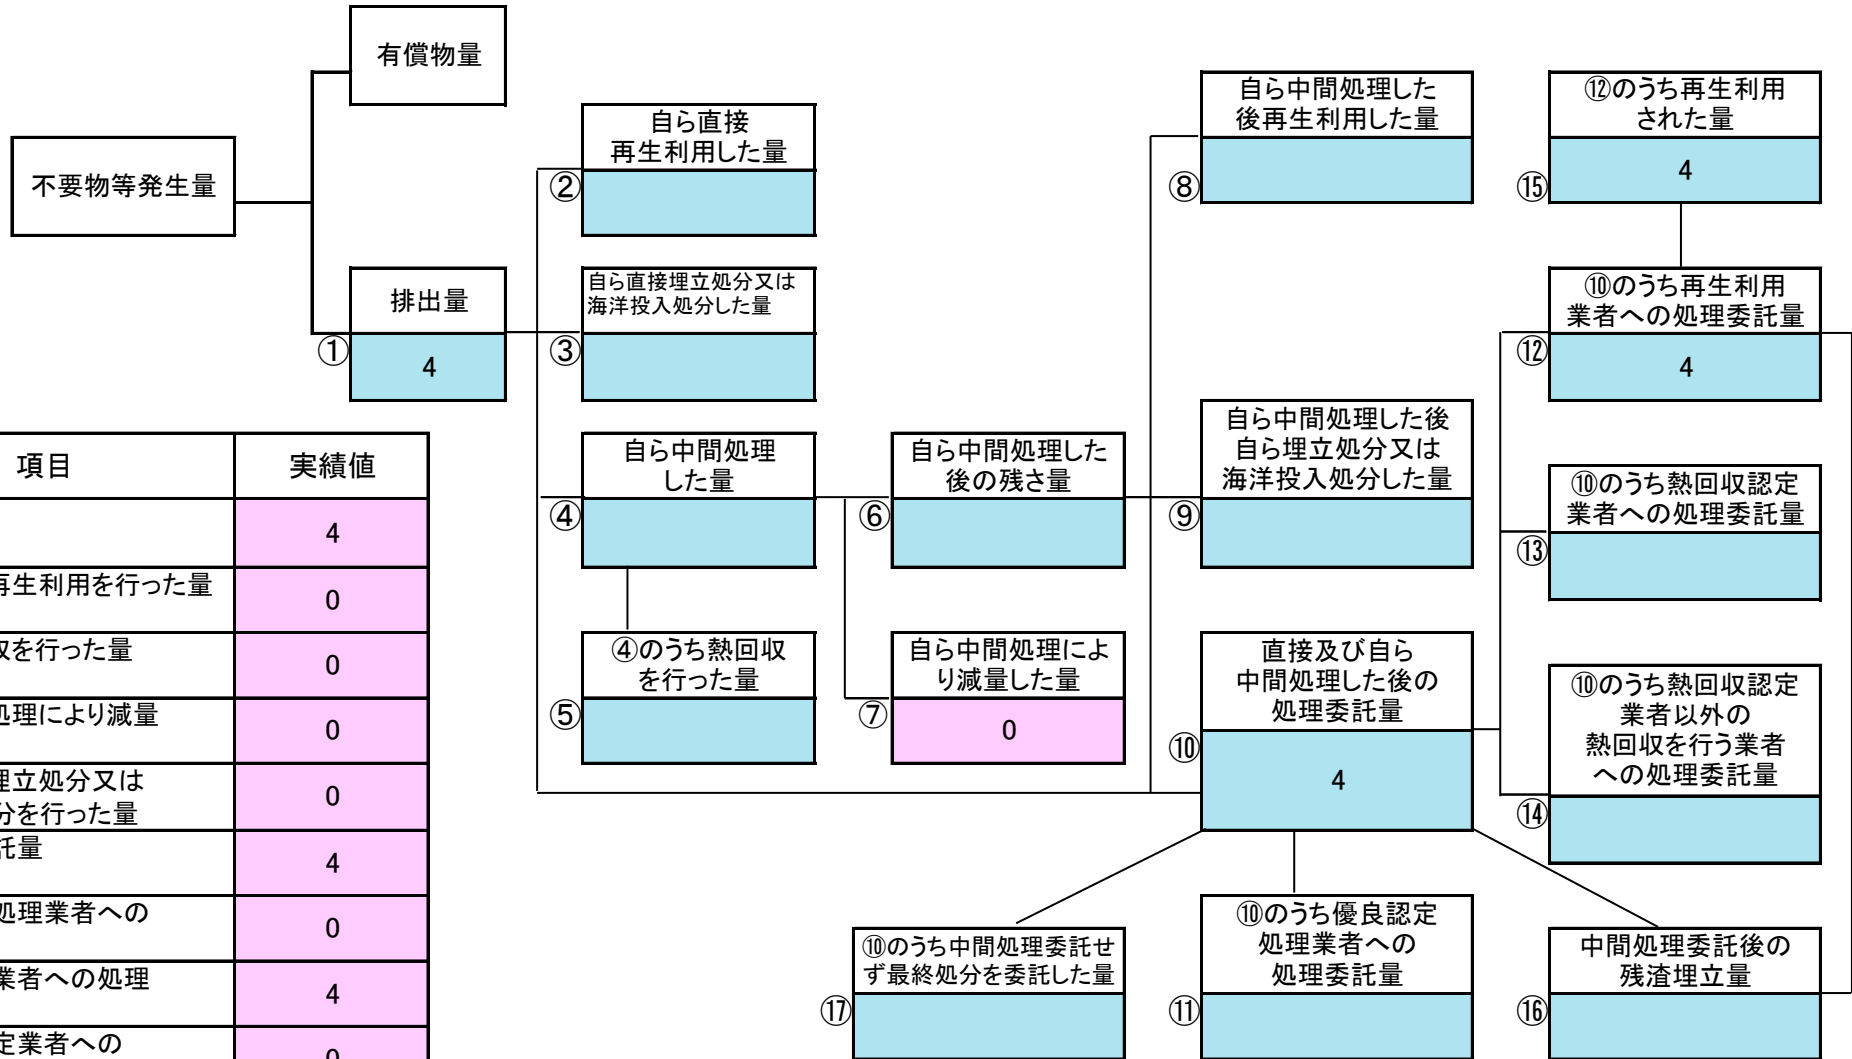 有償物量
不要物等発生量
排出量
①
4
自ら直接
再生利用した量
②
自ら直接埋立処分又は
海洋投入処分した量
③
自ら中間処理
した量
④
④のうち熱回収
を行った量
⑤
自ら中間処理した
後の残さ量
⑥
自ら中間処理によ
り減量した量
⑦
0
自ら中間処理した
後再生利用した量
⑧
自ら中間処理した後
自ら埋立処分又は
海洋投入処分した量
⑨
直接及び自ら
中間処理した後の
処理委託量
⑩
4
⑫のうち再生利用
された量
⑮
4
⑩のうち再生利用
業者への処理委託量
⑫
4
⑩のうち熱回収認定
業者への処理委託量
⑬
⑩のうち熱回収認定
業者以外の
熱回収を行う業者
への処理委託量
⑭
⑩のうち中間処理委託せ
ず最終処分を委託した量
⑰
⑩のうち優良認定
処理業者への
処理委託量
⑪
中間処理委託後の
残渣埋立量
⑯
項目 実績値
4
再生利用を行った量 0
を行った量 0
処理により減量 0
埋立処分又は
分を行った量 0
託量 4
処理業者への 0
業者への処理 4
定業者への 0